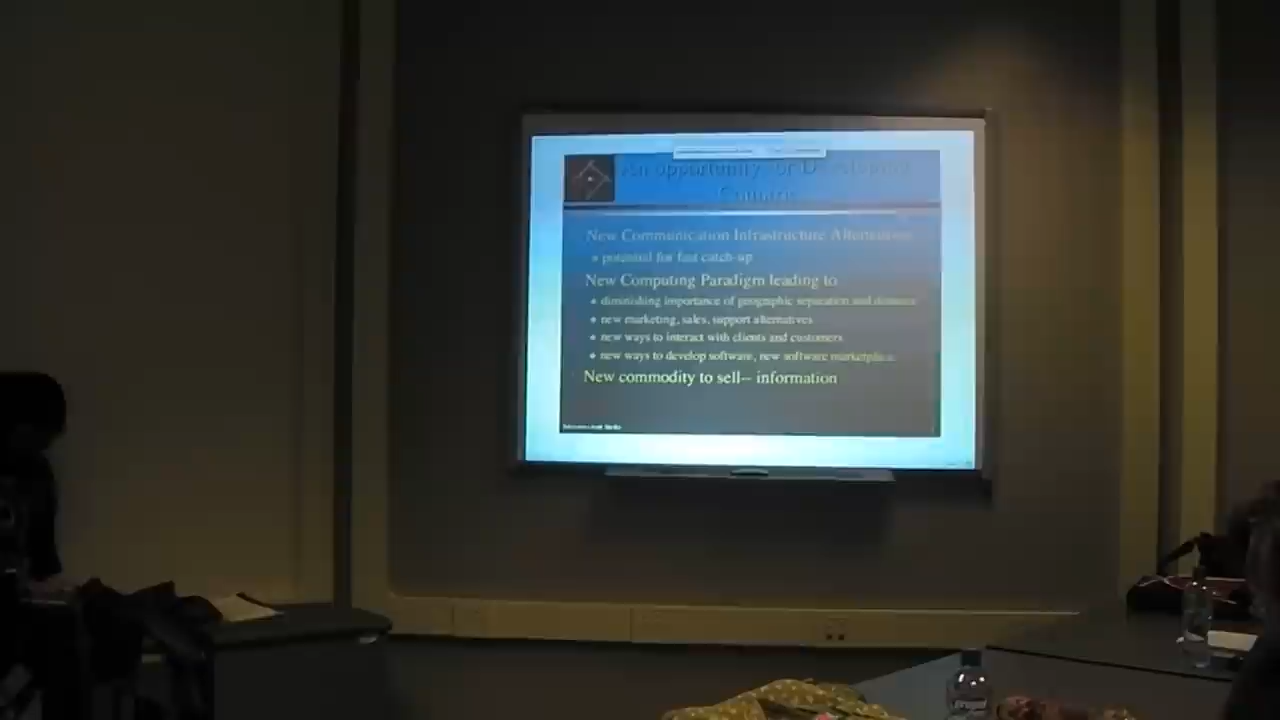 An opportunity for Developing
Countries
New Communication Infrastructure Alternatives
potential for fast catch-up
New Computing Paradigm leading to
diminishing importance of geographic separation and distance
new marketing, sales, support alternatives
new ways to interact with clients and customers
new ways to develop software, new software marketplace
New commodity to sell-- information